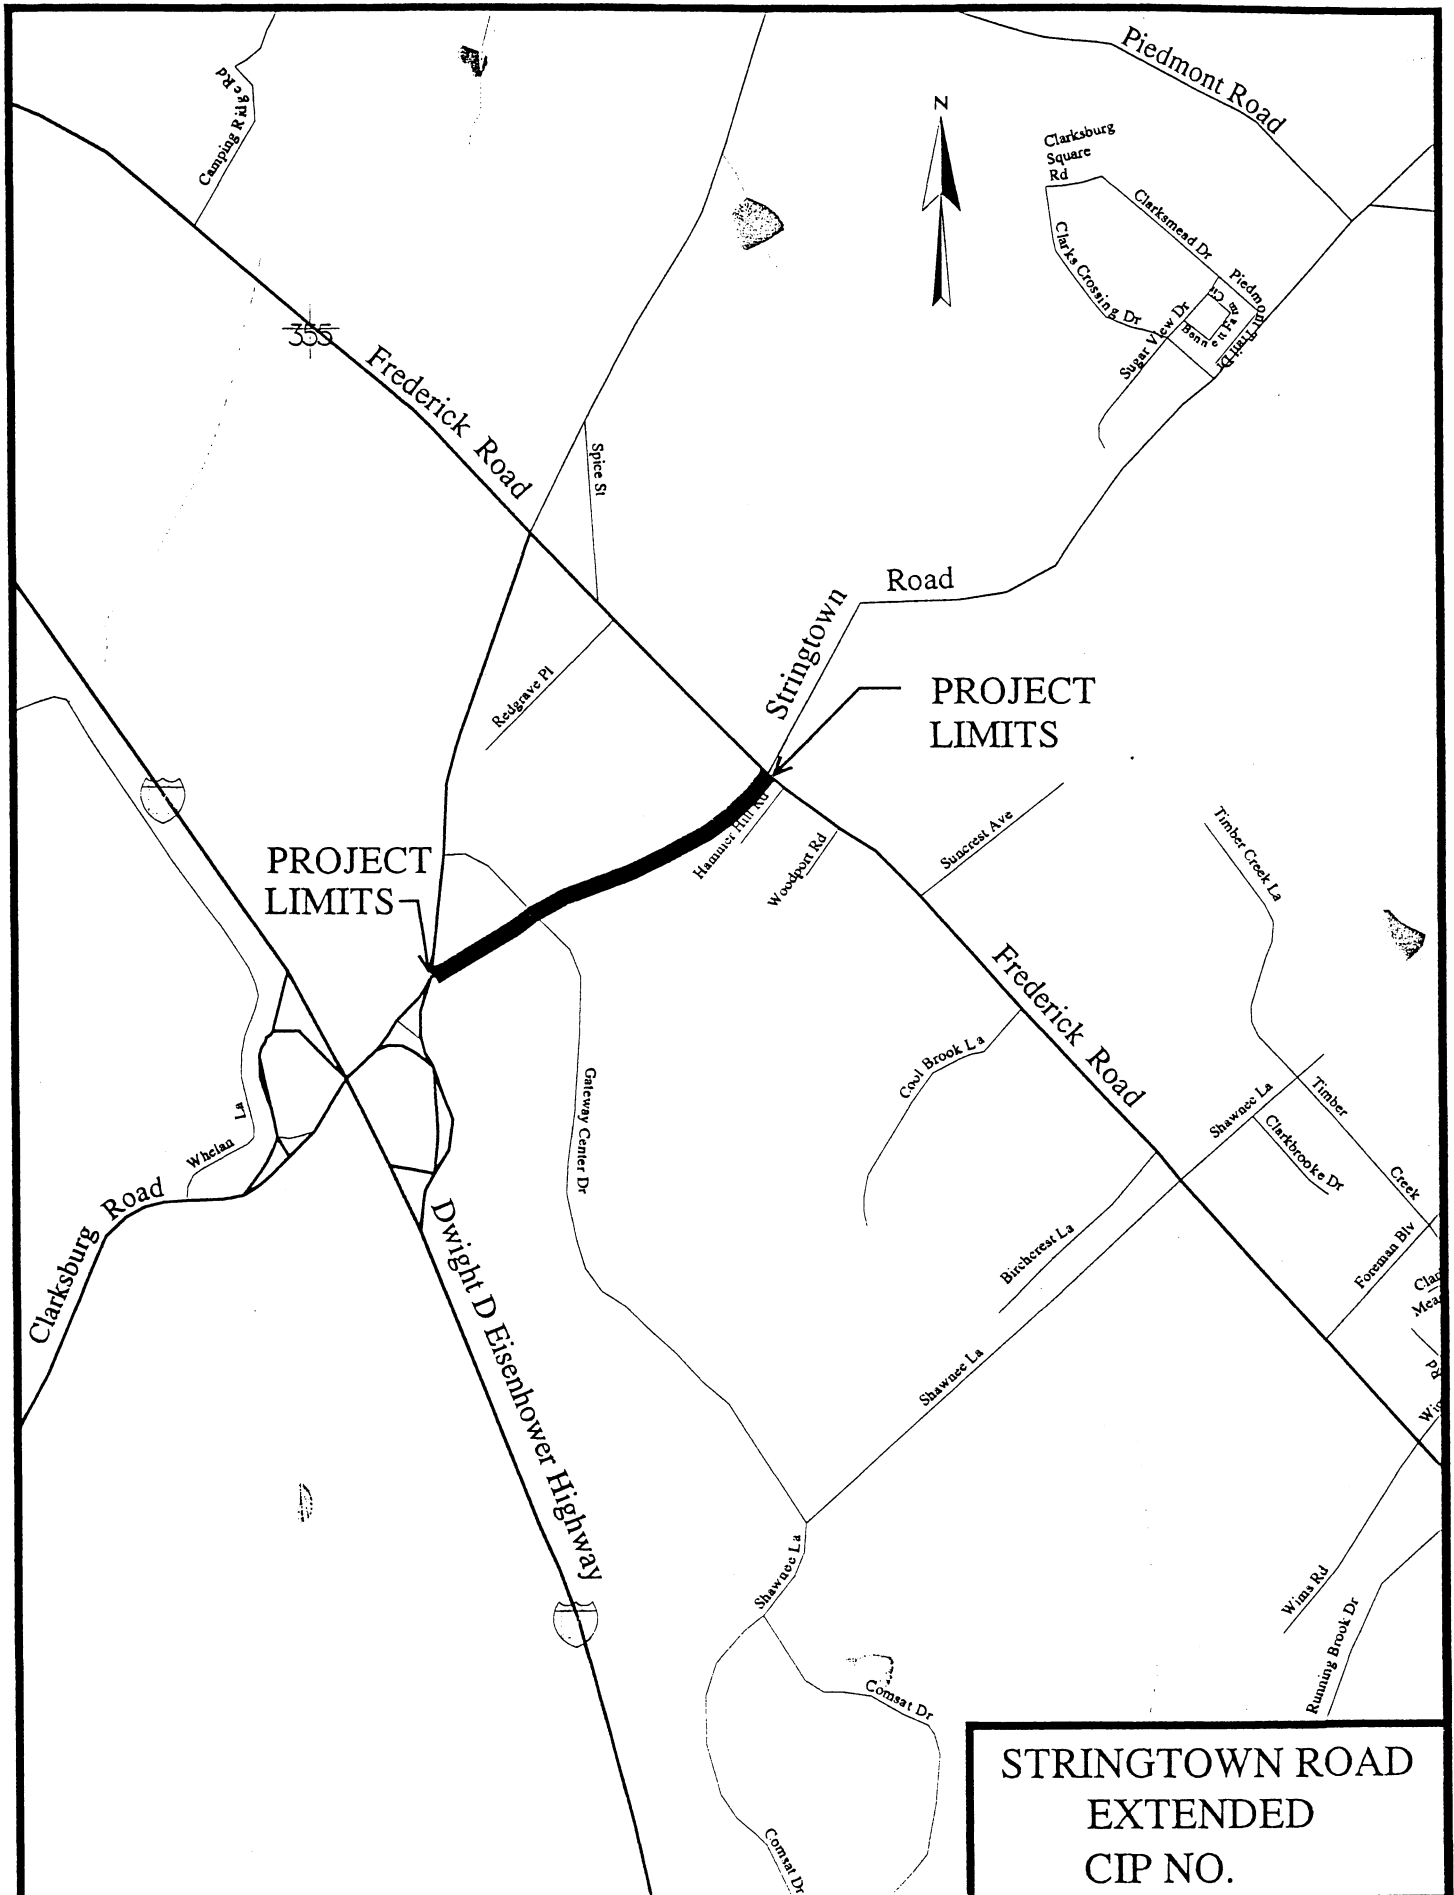 Piedmont Road
Camping Ridge Rd
N
Clarksburg
Square
Rd
Clarksmead Dr
Clarks Crossing Dr
Piedmont Trail Dr
Sugar View Dr
Bennett Farm Cir
355
Frederick Road
Spice St
Road
Stringtown
Redgrave Pl
PROJECT
LIMITS
Hammer Hill Rd
Woodport Rd
Suncrest Ave
Timber Creek La
PROJECT
LIMITS
Frederick Road
Cool Brook La
Gateway Center Dr
Whelan La
Shawnee La
Timber Creek
Clarkbrooke Dr
Clarksburg Road
Birchcrest La
Foreman Blv
Dwight D Eisenhower Highway
Shawnee La
Shawnee La
Wims Rd
Running Brook Dr
Comsat Dr
Comsat Dr
STRINGTOWN ROAD
EXTENDED
CIP NO.